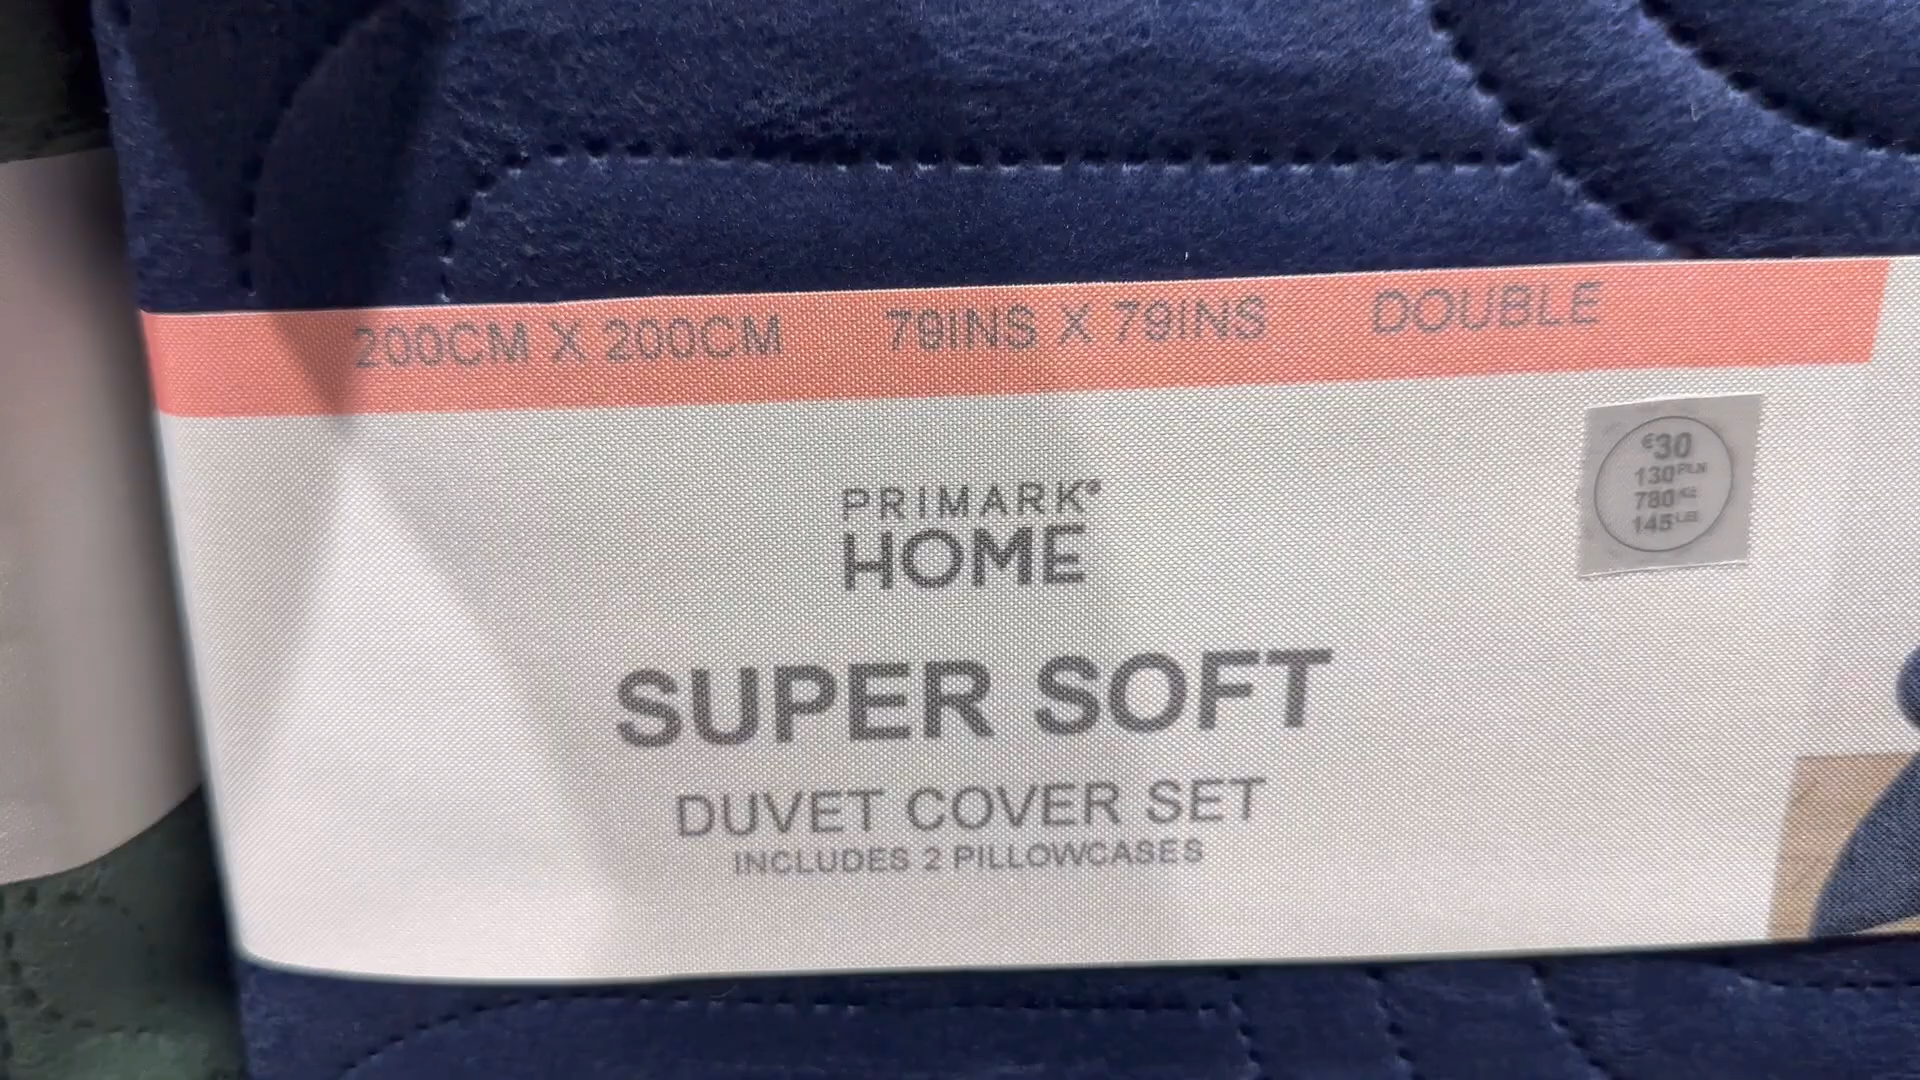 200CM X 200CM 79INS X 79INS DOUBLE
PRIMARK®
HOME
€30
130 PLN
780 Kč
145 LEI
SUPER SOFT
DUVET COVER SET
INCLUDES 2 PILLOWCASES